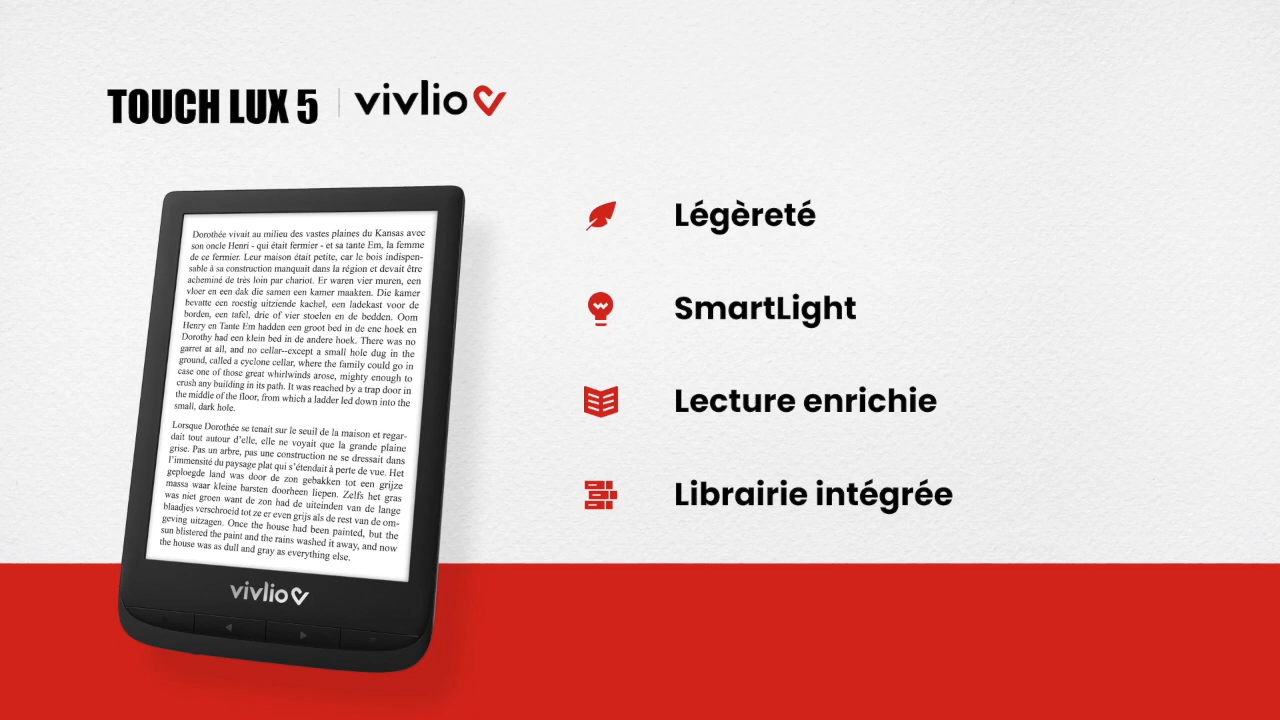 TOUCH LUX 5
vivlio
Légèreté
SmartLight
Lecture enrichie
Librairie intégrée
Dorothée vivait au milieu des vastes plaines du Kansas avec
son oncle Henri - qui était fermier - et sa tante Em, la femme
de ce fermier. Leur maison était petite, car le bois indispen-
sable à sa construction manquait dans la région et devait être
acheminé de très loin par chariot. Er waren vier muren, een
vloer en een dak die samen een kamer maakten. Die kamer
bevatte een roestig uitziende kachel, een ladekast voor de
borden, een tafel, drie of vier stoelen en de bedden. Oom
Henry en Tante Em hadden een groot bed in de ene hoek en
Dorothy had een klein bed in de andere hoek. There was no
garret at all, and no cellar--except a small hole dug in the
ground, called a cyclone cellar, where the family could go in
case one of those great whirlwinds arose, mighty enough to
crush any building in its path. It was reached by a trap door in
the middle of the floor, from which a ladder led down into the
small, dark hole.
Lorsque Dorothée se tenait sur le seuil de la maison et regar-
dait tout autour d'elle, elle ne voyait que la grande plaine
grise. Pas un arbre, pas une construction ne se dressait dans
l'immensité du paysage plat qui s'étendait à perte de vue. Het
geploegde land was door de zon gebakken tot een grijze
massa waar kleine barsten doorheen liepen. Zelfs het gras
was niet groen want de zon had de uiteinden van de lange
blaadjes verschroeid tot ze er even grijs als de rest van de om-
geving uitzagen. Once the house had been painted, but the
sun blistered the paint and the rains washed it away, and now
the house was as dull and gray as everything else.
vivlio